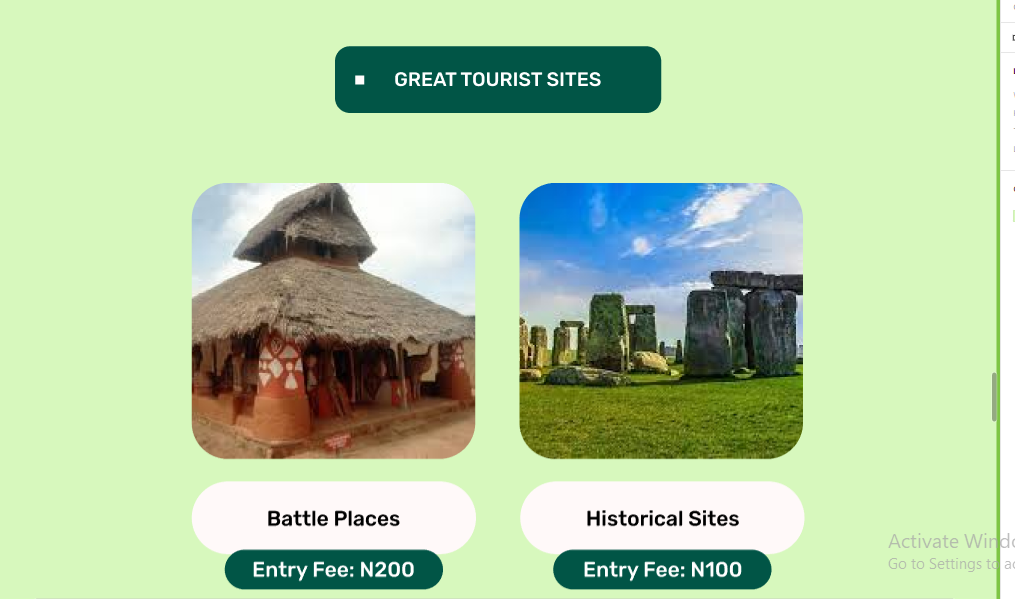 GREAT TOURIST SITES
Battle Places
Historical Sites
Entry Fee: N200
Entry Fee: N100
Activate Windo
Go to Settings to a